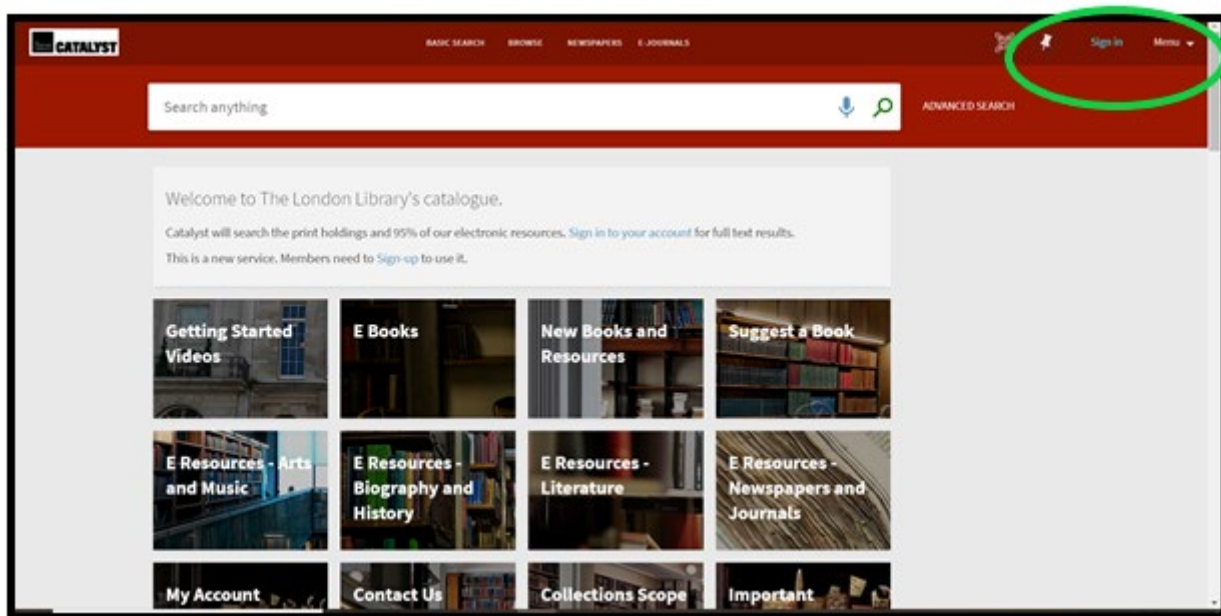 CATALYST
BASIC SEARCH BROWSE NEWSPAPERS E-JOURNALS
Sign in Menu
Search anything
ADVANCED SEARCH
Welcome to The London Library's catalogue.
Catalyst will search the print holdings and 95% of our electronic resources. Sign in to your account for full text results.
This is a new service. Members need to Sign-up to use it.
Getting Started
Videos
E Books
New Books and
Resources
Suggest a Book
E Resources - Arts
and Music
E Resources -
Biography and
History
E Resources -
Literature
E Resources -
Newspapers and
Journals
My Account
Contact Us
Collections Scope
Important